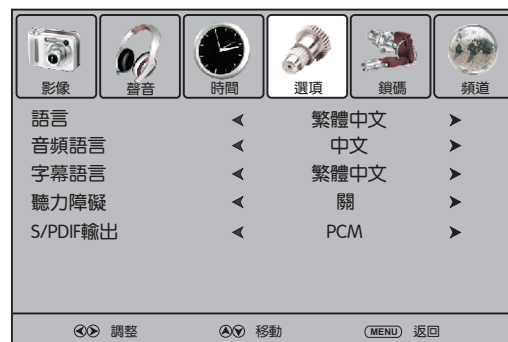 影像 聲音 時間 選項 鎖碼 頻道
語言 繁體中文
音頻語言 中文
字幕語言 繁體中文
聽力障礙 關
S/PDIF輸出 PCM
調整 移動 MENU 返回